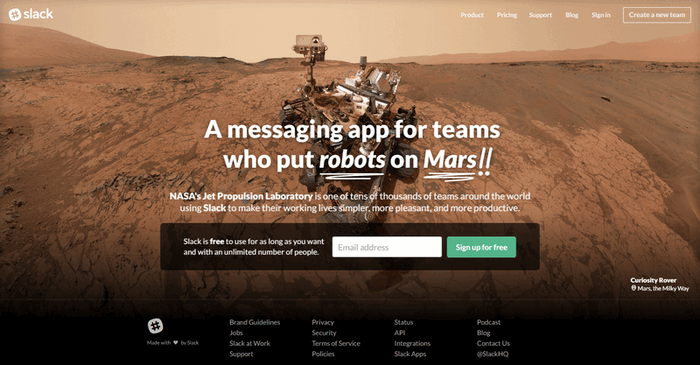 slack
Product Pricing Support Blog Sign in Create a new team
A messaging app for teams
who put robots on Mars!!
NASA's Jet Propulsion Laboratory is one of tens of thousands of teams around the world
using Slack to make their working lives simpler, more pleasant, and more productive.
Slack is free to use for as long as you want
and with an unlimited number of people.
Email address
Sign up for free
Curiosity Rover
Mars, the Milky Way
Made with ♥ by Slack
Brand Guidelines
Jobs
Slack at Work
Support
Privacy
Security
Terms of Service
Policies
Status
API
Integrations
Slack Apps
Podcast
Blog
Contact Us
@SlackHQ